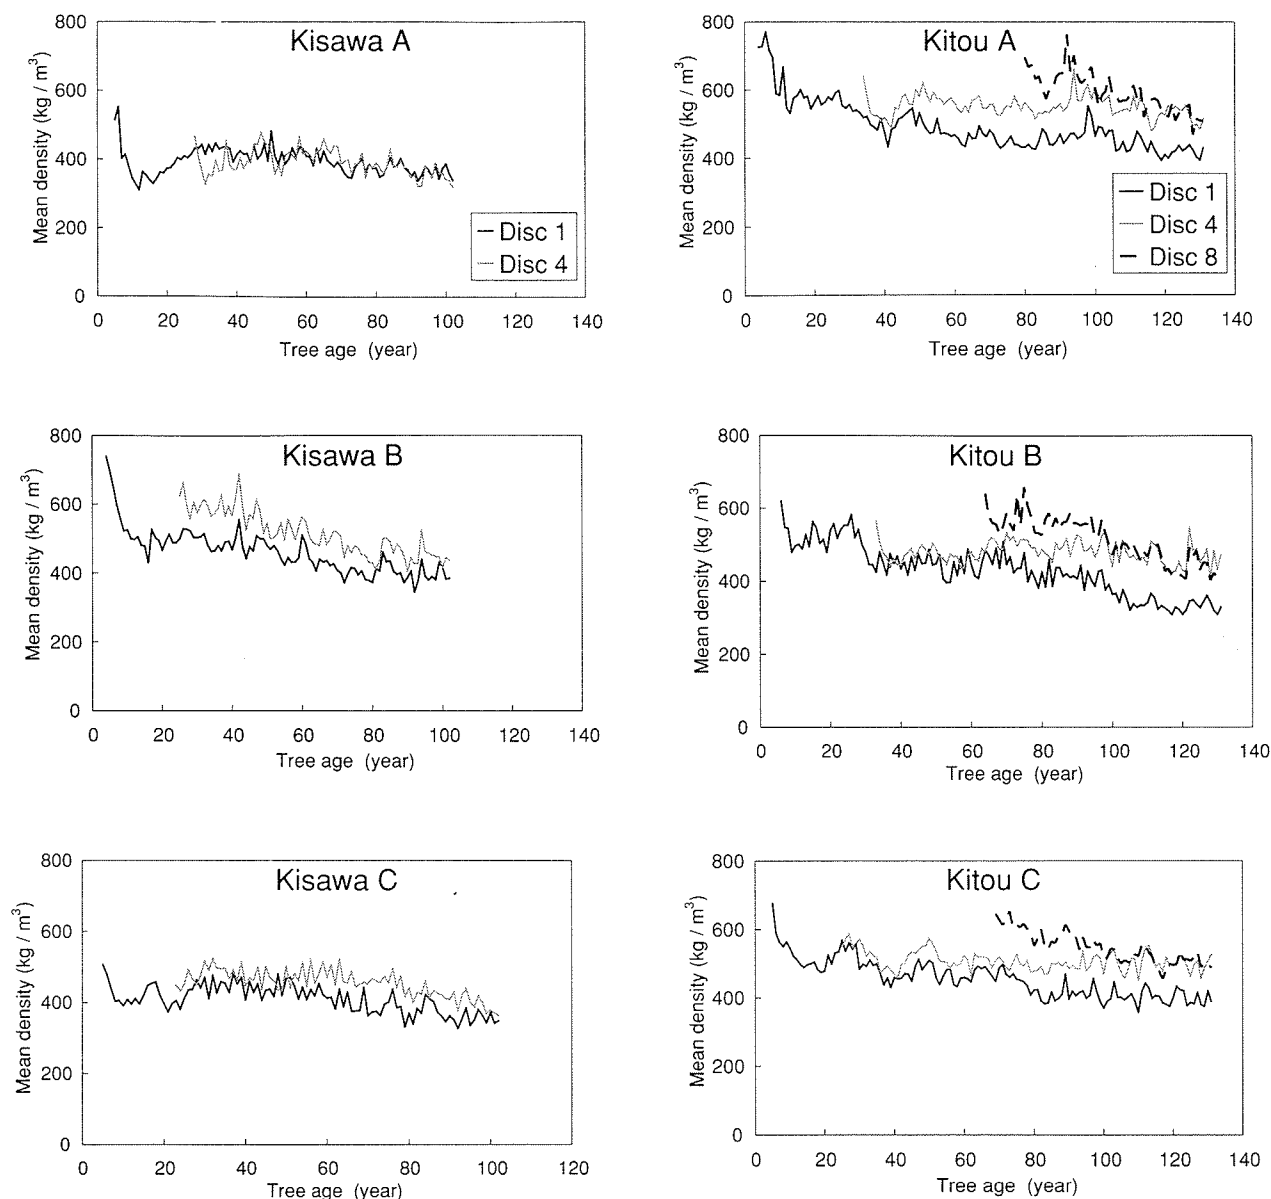 Kisawa A
Mean density (kg / m³)
800
600
400
200
0
0 20 40 60 80 100 120 140
Tree age (year)
Disc 1
Disc 4
Kitou A
Mean density (kg / m³)
800
600
400
200
0
0 20 40 60 80 100 120 140
Tree age (year)
Disc 1
Disc 4
Disc 8
Kisawa B
Mean density (kg / m³)
800
600
400
200
0
0 20 40 60 80 100 120 140
Tree age (year)
Kitou B
Mean density (kg / m³)
800
600
400
200
0
0 20 40 60 80 100 120 140
Tree age (year)
Kisawa C
Mean density (kg / m³)
800
600
400
200
0
0 20 40 60 80 100 120
Tree age (year)
Kitou C
Mean density (kg / m³)
800
600
400
200
0
0 20 40 60 80 100 120 140
Tree age (year)